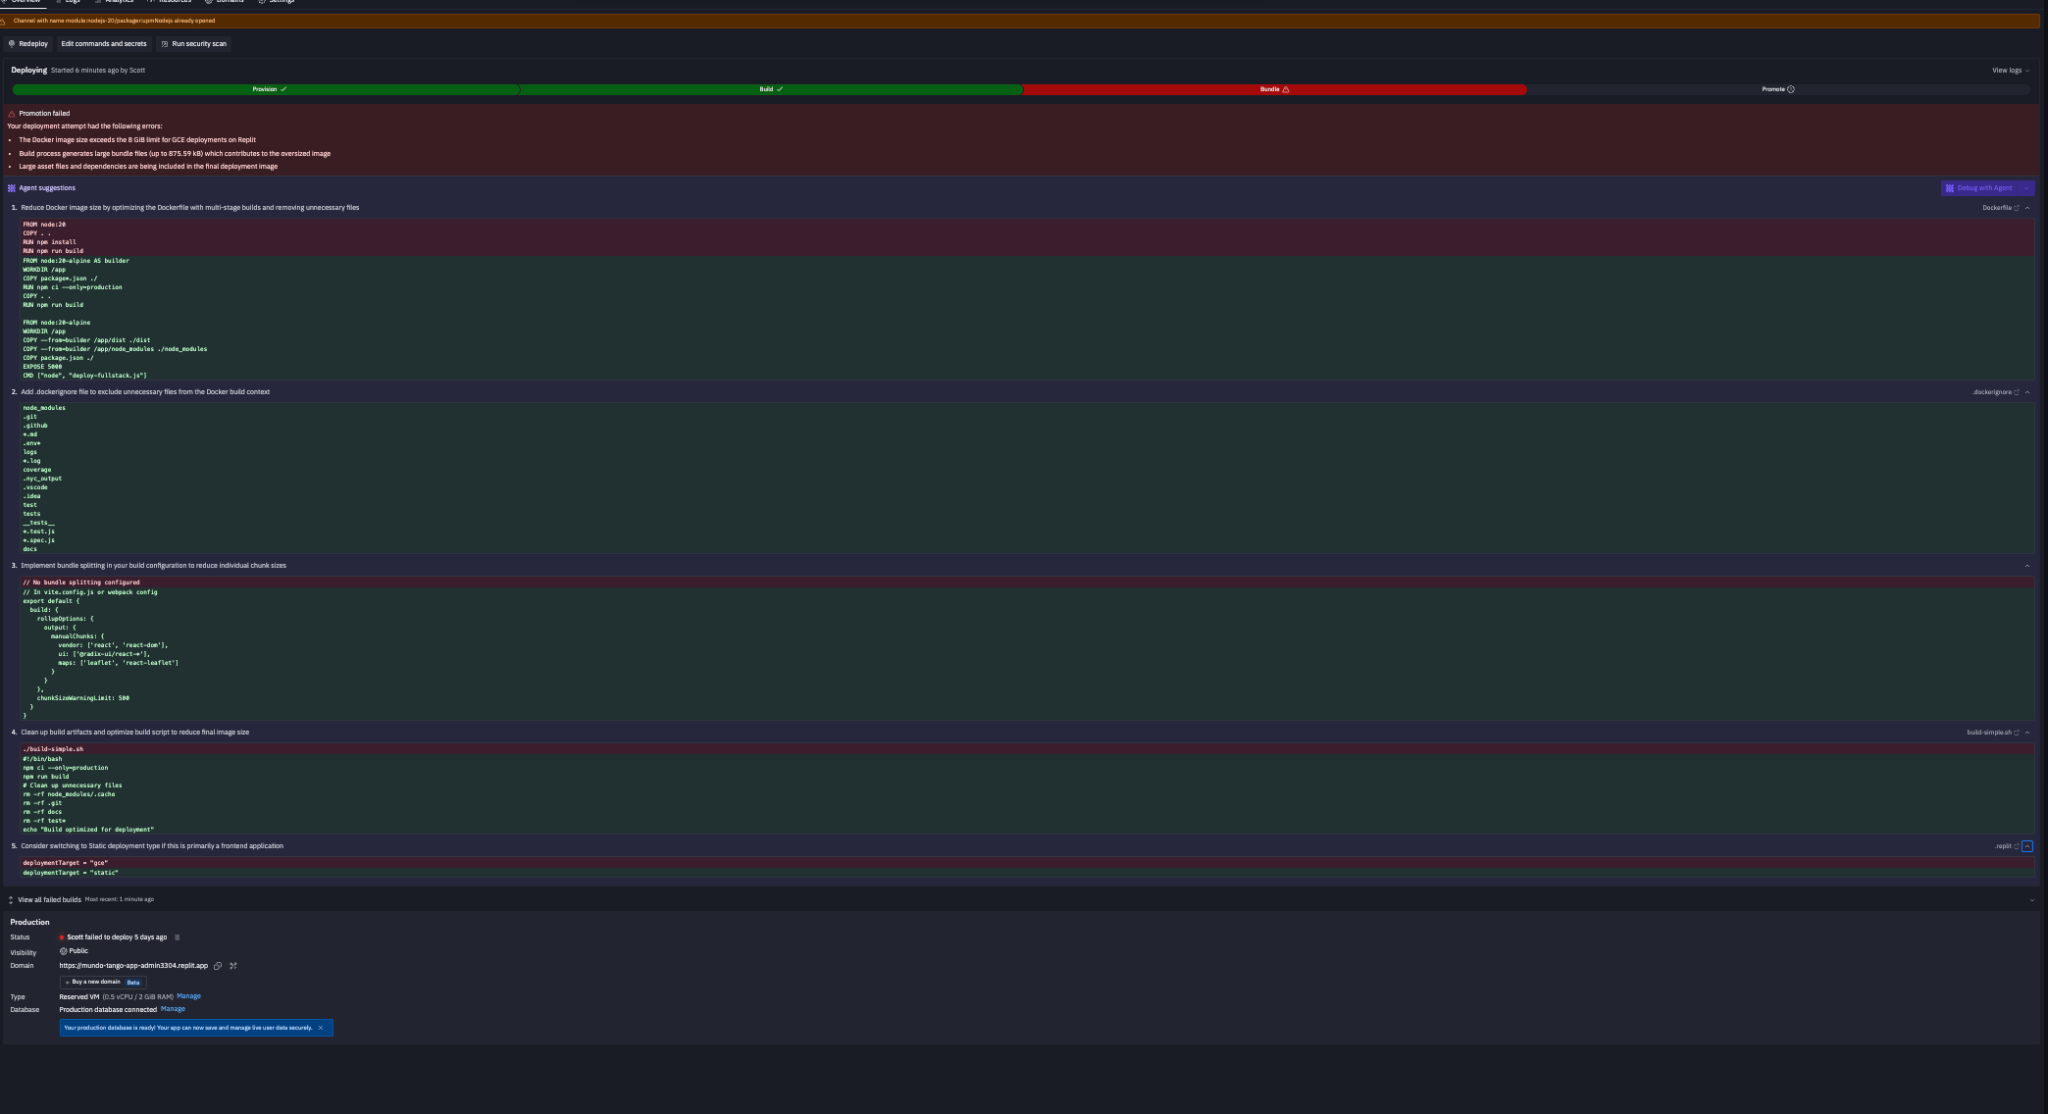 Overview Logs Analytics Resources Domains Settings
Channel with name module:nodejs-20/packager:upmNodejs already opened
Redeploy Edit commands and secrets Run security scan
Deploying Started 6 minutes ago by Scott View logs
Provision Build Bundle Promote
Promotion failed
Your deployment attempt had the following errors:
• The Docker image size exceeds the 8 GiB limit for GCE deployments on Replit
• Build process generates large bundle files (up to 875.59 kB) which contributes to the oversized image
• Large asset files and dependencies are being included in the final deployment image
Agent suggestions Debug with Agent
1. Reduce Docker image size by optimizing the Dockerfile with multi-stage builds and removing unnecessary files Dockerfile
FROM node:20
COPY . .
RUN npm install
RUN npm run build
FROM node:20-alpine AS builder
WORKDIR /app
COPY package*.json ./
RUN npm ci --only=production
COPY . .
RUN npm run build
FROM node:20-alpine
WORKDIR /app
COPY --from=builder /app/dist ./dist
COPY --from=builder /app/node_modules ./node_modules
COPY package.json ./
EXPOSE 5000
CMD ["node", "deploy-fullstack.js"]
2. Add .dockerignore file to exclude unnecessary files from the Docker build context .dockerignore
node_modules
.git
.github
*.md
.env*
logs
*.log
coverage
.nyc_output
.vscode
.idea
test
tests
__tests__
*.test.js
*.spec.js
docs
3. Implement bundle splitting in your build configuration to reduce individual chunk sizes
// No bundle splitting configured
// In vite.config.js or webpack config
export default {
build: {
rollupOptions: {
output: {
manualChunks: {
vendor: ['react', 'react-dom'],
ui: ['@radix-ui/react-*'],
maps: ['leaflet', 'react-leaflet']
}
}
},
chunkSizeWarningLimit: 500
}
}
4. Clean up build artifacts and optimize build script to reduce final image size build-simple.sh
./build-simple.sh
#!/bin/bash
npm ci --only=production
npm run build
# Clean up unnecessary files
rm -rf node_modules/.cache
rm -rf .git
rm -rf docs
rm -rf test*
echo "Build optimized for deployment"
5. Consider switching to Static deployment type if this is primarily a frontend application .replit
deploymentTarget = "gce"
deploymentTarget = "static"
View all failed builds Most recent: 1 minute ago
Production
Status Scott failed to deploy 5 days ago
Visibility Public
Domain https://mundo-tango-app-admin3304.replit.app
+ Buy a new domain Beta
Type Reserved VM (0.5 vCPU / 2 GiB RAM) Manage
Database Production database connected Manage
Your production database is ready! Your app can now save and manage live user data securely. ×